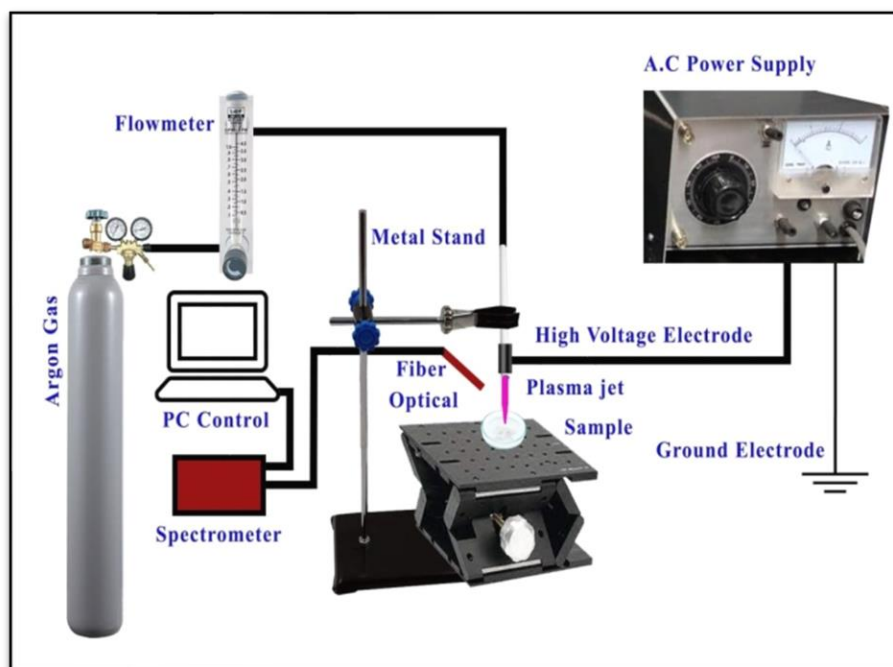 A.C Power Supply
Flowmeter
Metal Stand
Argon Gas
High Voltage Electrode
Fiber
Optical
Plasma jet
PC Control
Sample
Ground Electrode
Spectrometer